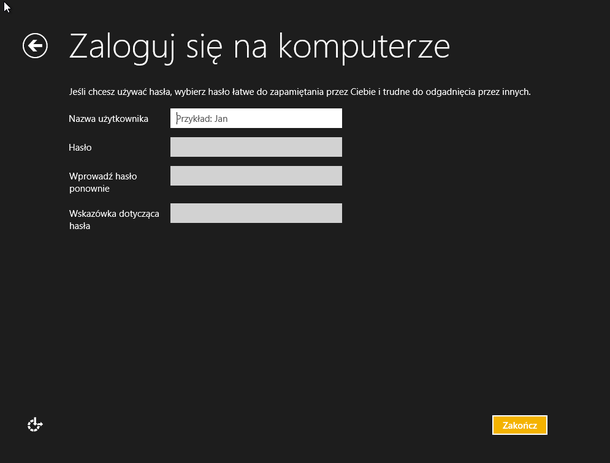 Zaloguj się na komputerze
Jeśli chcesz używać hasła, wybierz hasło łatwe do zapamiętania przez Ciebie i trudne do odgadnięcia przez innych.
Nazwa użytkownika
Przykład: Jan
Hasło
Wprowadź hasło
ponownie
Wskazówka dotycząca
hasła
Zakończ